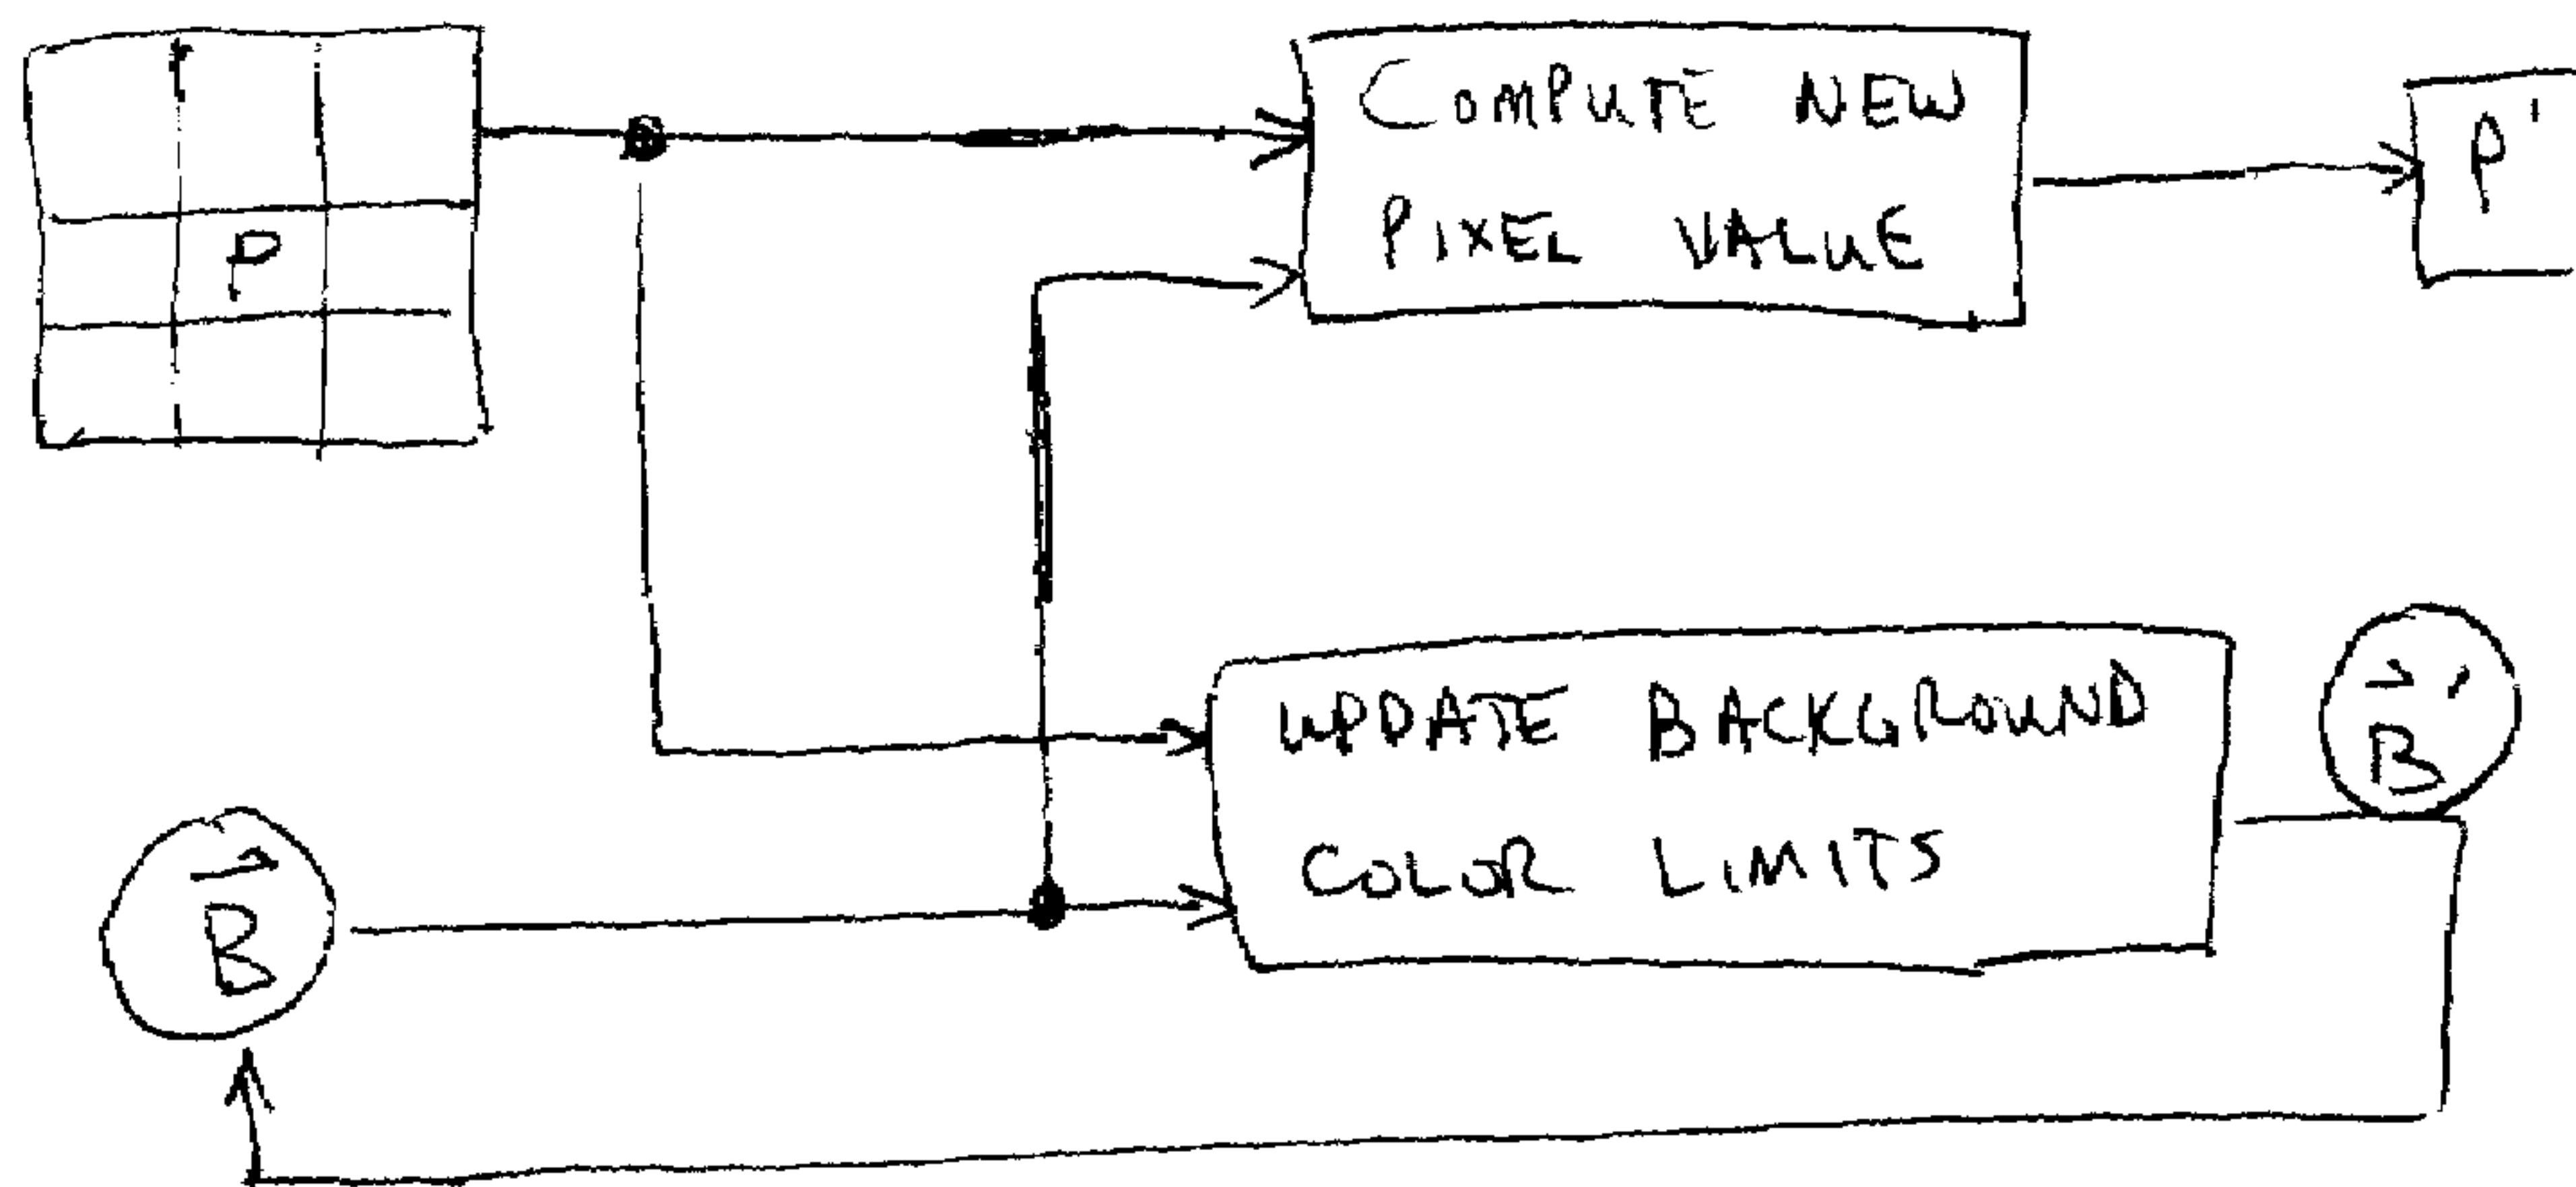 COMPUTE NEW
PIXEL VALUE
P'
P
UPDATE BACKGROUND
COLOR LIMITS
B⃗'
B⃗